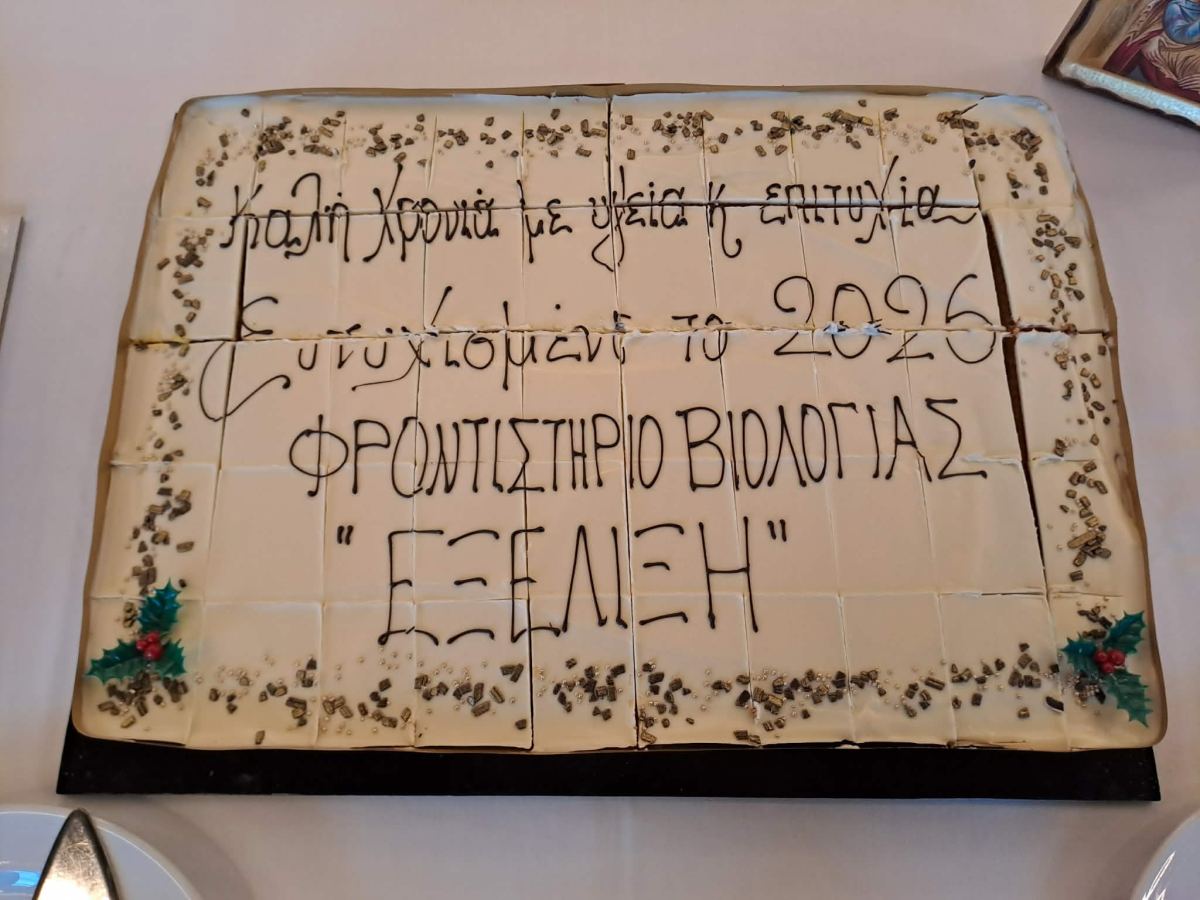 Καλή χρονιά με υγεία κ επιτυχία
Ευτυχισμένο το 2026
ΦΡΟΝΤΙΣΤΗΡΙΟ ΒΙΟΛΟΓΙΑΣ
"ΕΞΕΛΙΞΗ"